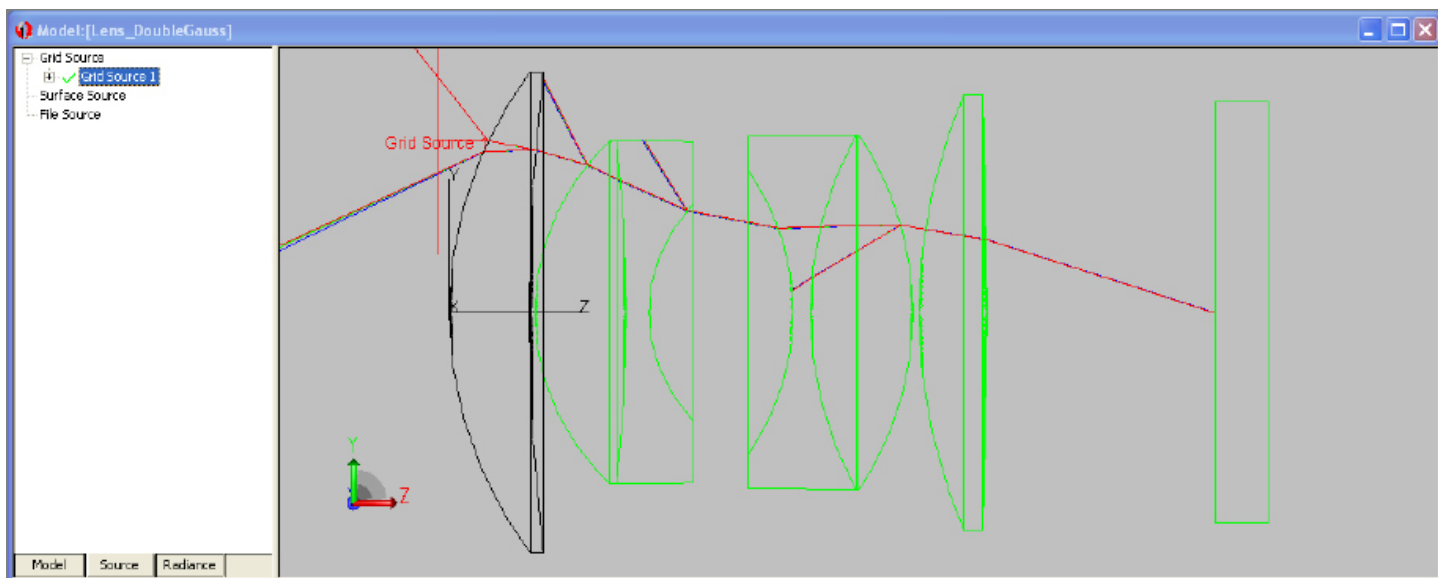 Model:[Lens_DoubleGauss]
Grid Source
Grid Source 1
Surface Source
File Source
Grid Source
Y
X
Z
Y
Z
Model Source Radiance